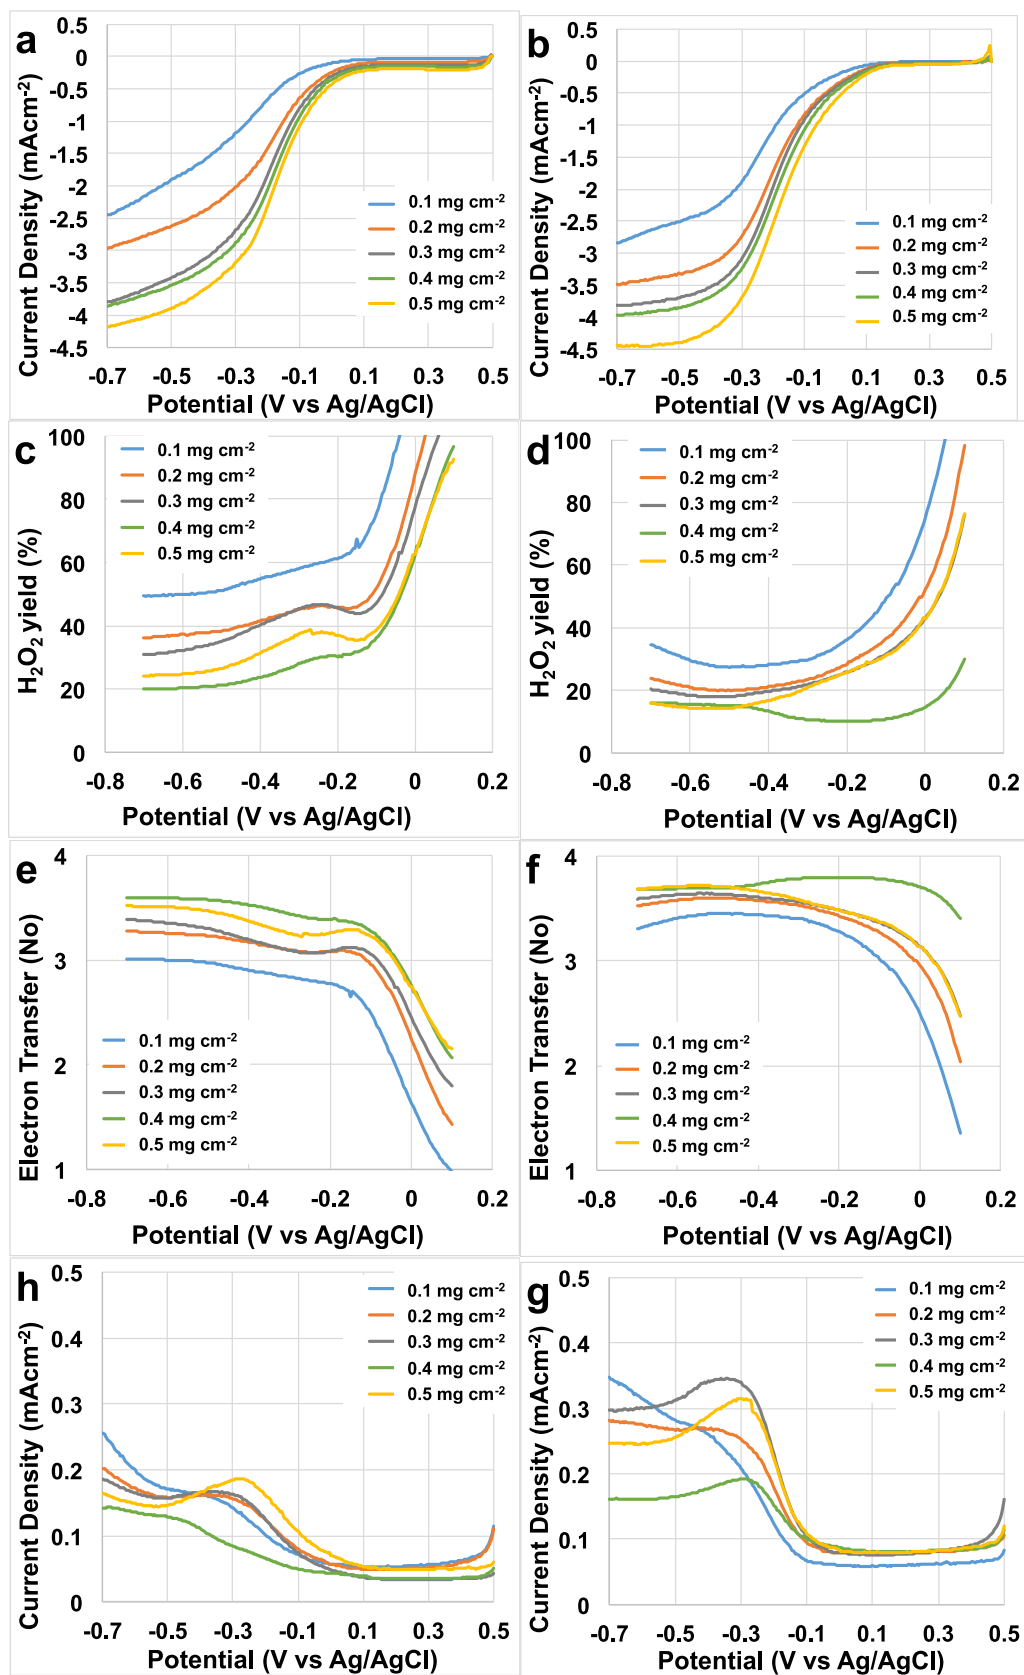 a
0.5
0
-0.5
-1
-1.5
-2
-2.5
-3
-3.5
-4
-4.5
Current Density (mAcm⁻²)
0.1 mg cm⁻²
0.2 mg cm⁻²
0.3 mg cm⁻²
0.4 mg cm⁻²
0.5 mg cm⁻²
-0.7 -0.5 -0.3 -0.1 0.1 0.3 0.5
Potential (V vs Ag/AgCl)
b
0.5
0
-0.5
-1
-1.5
-2
-2.5
-3
-3.5
-4
-4.5
Current Density (mAcm⁻²)
0.1 mg cm⁻²
0.2 mg cm⁻²
0.3 mg cm⁻²
0.4 mg cm⁻²
0.5 mg cm⁻²
-0.7 -0.5 -0.3 -0.1 0.1 0.3 0.5
Potential (V vs Ag/AgCl)
c
100
80
60
40
20
0
H₂O₂ yield (%)
0.1 mg cm⁻²
0.2 mg cm⁻²
0.3 mg cm⁻²
0.4 mg cm⁻²
0.5 mg cm⁻²
-0.8 -0.6 -0.4 -0.2 0 0.2
Potential (V vs Ag/AgCl)
d
100
80
60
40
20
0
H₂O₂ yield (%)
0.1 mg cm⁻²
0.2 mg cm⁻²
0.3 mg cm⁻²
0.4 mg cm⁻²
0.5 mg cm⁻²
-0.8 -0.6 -0.4 -0.2 0 0.2
Potential (V vs Ag/AgCl)
e
4
3
2
1
Electron Transfer (No)
0.1 mg cm⁻²
0.2 mg cm⁻²
0.3 mg cm⁻²
0.4 mg cm⁻²
0.5 mg cm⁻²
-0.8 -0.6 -0.4 -0.2 0 0.2
Potential (V vs Ag/AgCl)
f
4
3
2
1
Electron Transfer (No)
0.1 mg cm⁻²
0.2 mg cm⁻²
0.3 mg cm⁻²
0.4 mg cm⁻²
0.5 mg cm⁻²
-0.8 -0.6 -0.4 -0.2 0 0.2
Potential (V vs Ag/AgCl)
h
0.5
0.4
0.3
0.2
0.1
0
Current Density (mAcm⁻²)
0.1 mg cm⁻²
0.2 mg cm⁻²
0.3 mg cm⁻²
0.4 mg cm⁻²
0.5 mg cm⁻²
-0.7 -0.5 -0.3 -0.1 0.1 0.3 0.5
Potential (V vs Ag/AgCl)
g
0.5
0.4
0.3
0.2
0.1
0
Current Density (mAcm⁻²)
0.1 mg cm⁻²
0.2 mg cm⁻²
0.3 mg cm⁻²
0.4 mg cm⁻²
0.5 mg cm⁻²
-0.7 -0.5 -0.3 -0.1 0.1 0.3 0.5
Potential (V vs Ag/AgCl)